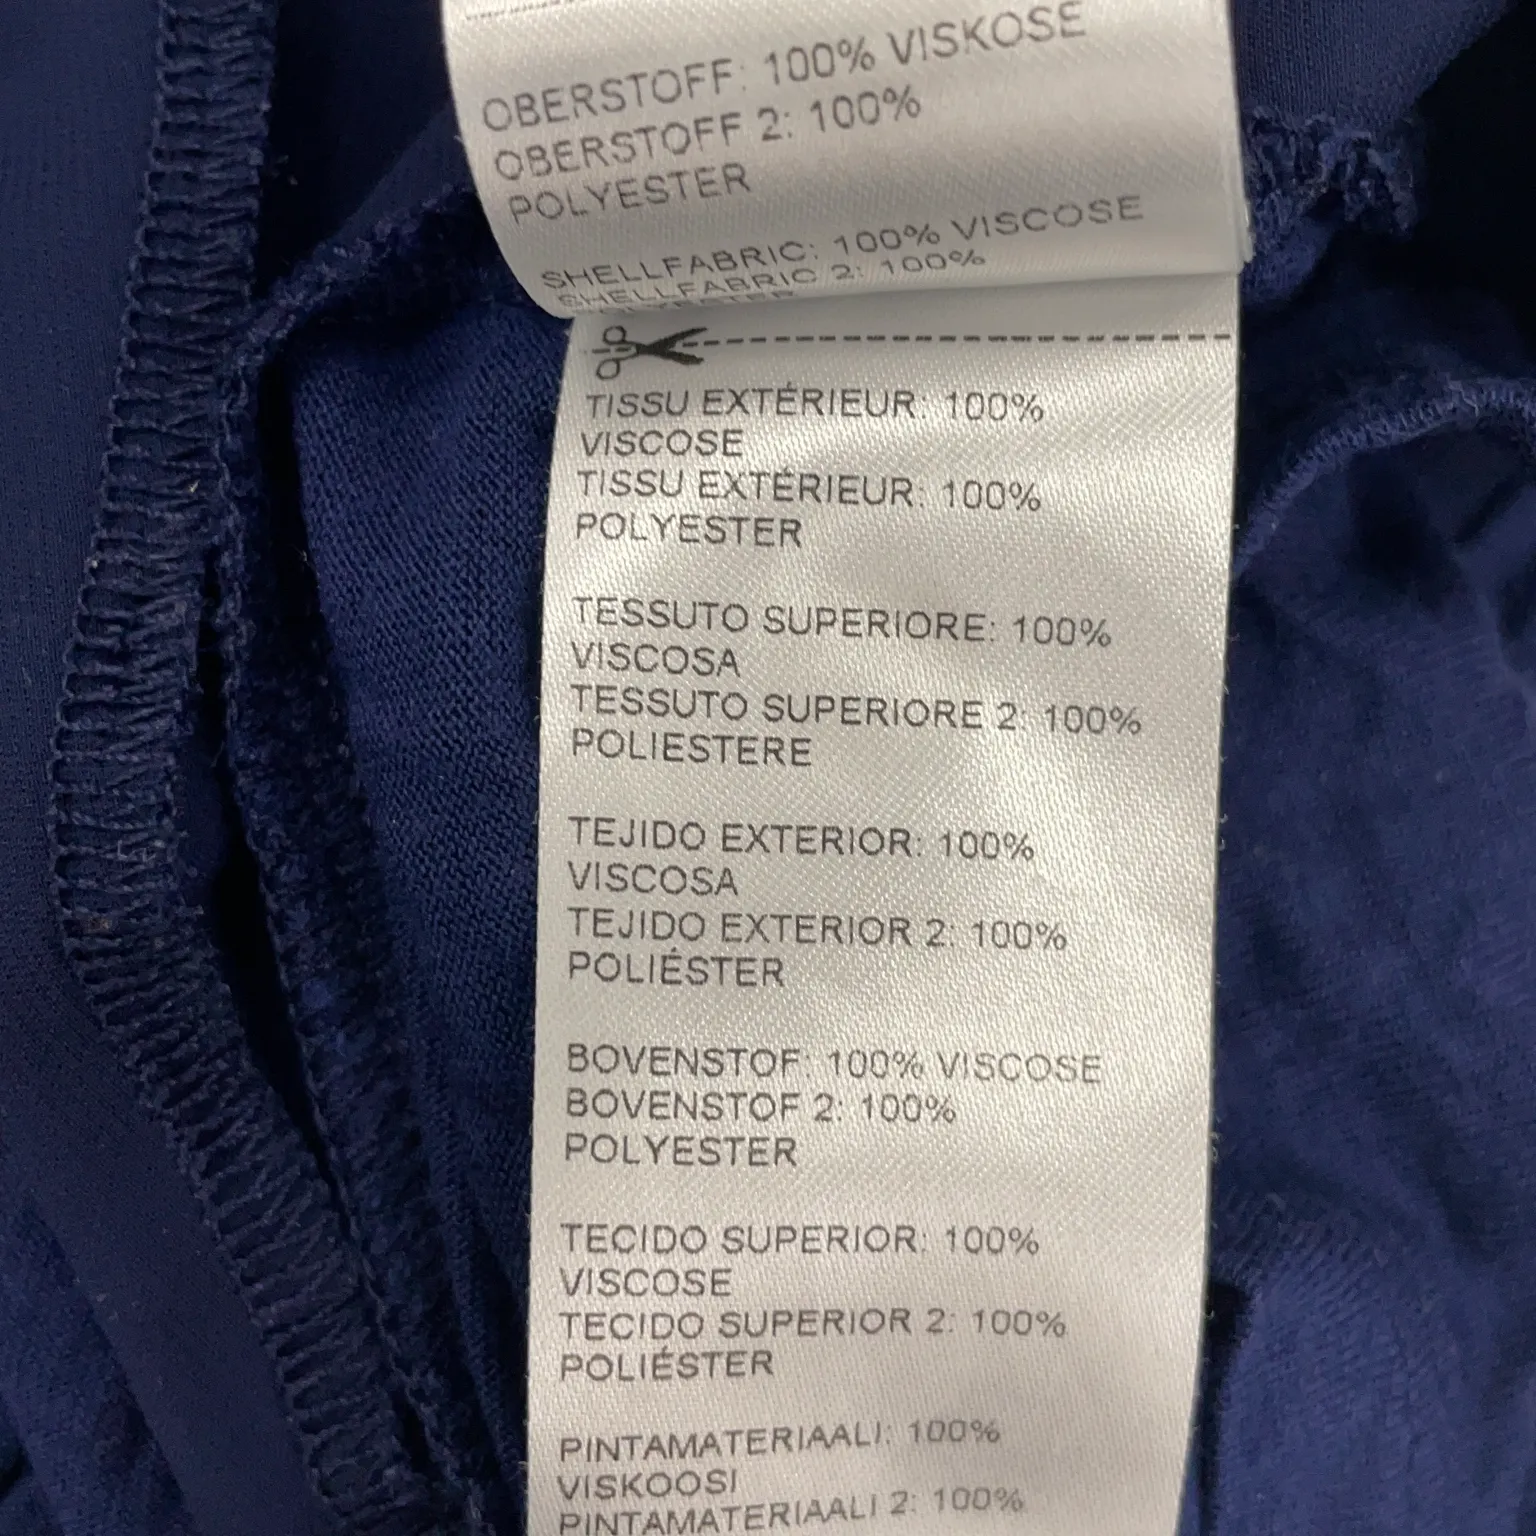 OBERSTOFF: 100% VISKOSE
OBERSTOFF 2: 100%
POLYESTER
SHELLFABRIC: 100% VISCOSE
SHELLFABRIC 2: 100%
TISSU EXTÉRIEUR: 100%
VISCOSE
TISSU EXTÉRIEUR: 100%
POLYESTER
TESSUTO SUPERIORE: 100%
VISCOSA
TESSUTO SUPERIORE 2: 100%
POLIESTERE
TEJIDO EXTERIOR: 100%
VISCOSA
TEJIDO EXTERIOR 2: 100%
POLIÉSTER
BOVENSTOF: 100% VISCOSE
BOVENSTOF 2: 100%
POLYESTER
TECIDO SUPERIOR: 100%
VISCOSE
TECIDO SUPERIOR 2: 100%
POLIÉSTER
PINTAMATERIAALI: 100%
VISKOOSI
PINTAMATERIAALI 2: 100%